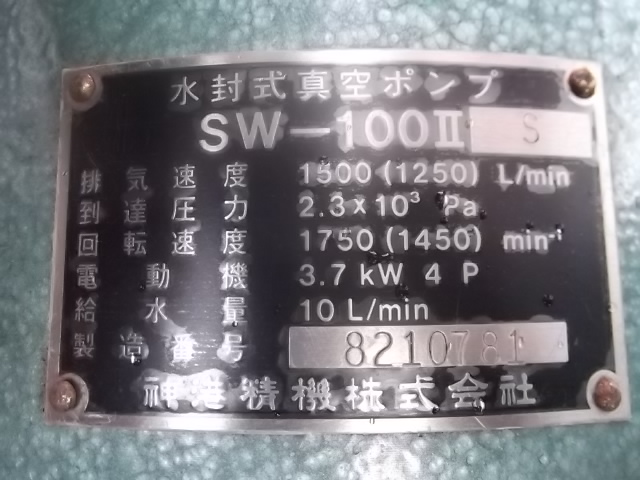 水封式真空ポンプ
SW-100Ⅱ S
排気速度 1500(1250) L/min
到達圧力 2.3×10³ Pa
回転速度 1750(1450) min⁻¹
電動機 3.7 kW 4 P
給水量 10 L/min
製造番号 8210781
神港精機株式会社